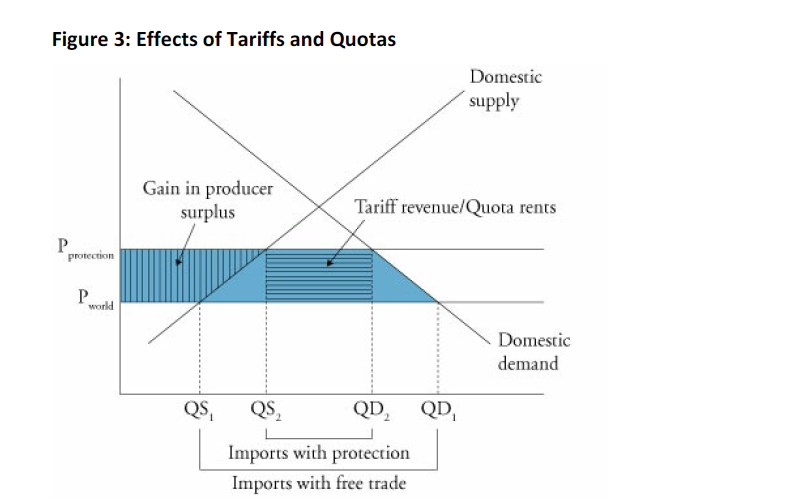 Figure 3: Effects of Tariffs and Quotas
Domestic
supply
Gain in producer
surplus
Tariff revenue/Quota rents
P protection
P world
Domestic
demand
QS₁ QS₂ QD₂ QD₁
Imports with protection
Imports with free trade